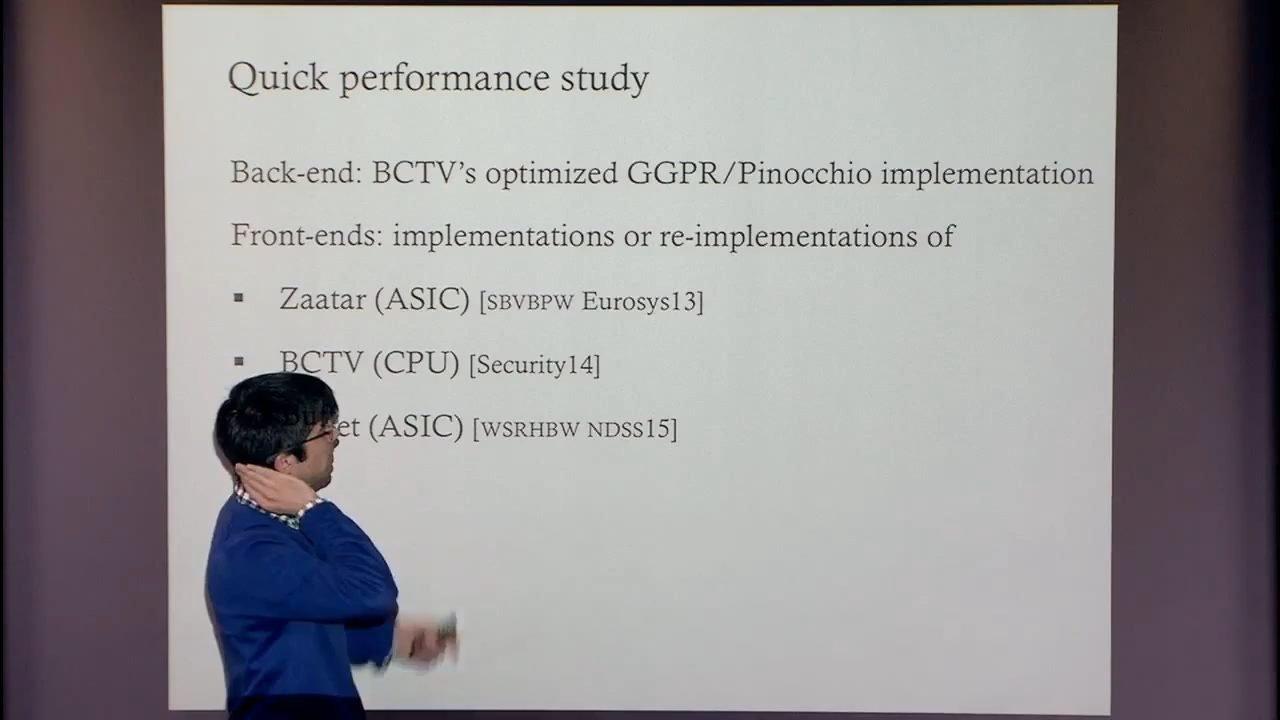 Quick performance study
Back-end: BCTV's optimized GGPR/Pinocchio implementation
Front-ends: implementations or re-implementations of
▪ Zaatar (ASIC) [SBVBPW Eurosys13]
▪ BCTV (CPU) [Security14]
(ASIC) [WSRHBW NDSS15]